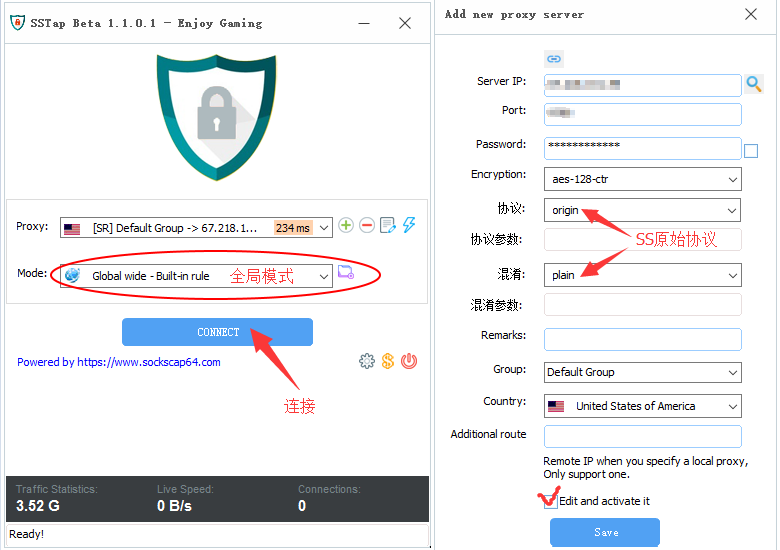 SSTap Beta 1.1.0.1 - Enjoy Gaming
Proxy: [SR] Default Group -> 67.218.1... 234 ms
Mode: Global wide - Built-in rule 全局模式
CONNECT
Powered by https://www.sockscap64.com
连接
Traffic Statistics: Live Speed: Connections:
3.52 G 0 B/s 0
Ready!
Add new proxy server
Server IP:
Port:
Password: ************
Encryption: aes-128-ctr
协议: origin
SS原始协议
协议参数:
混淆: plain
混淆参数:
Remarks:
Group: Default Group
Country: United States of America
Additional route
Remote IP when you specify a local proxy,
Only support one.
Edit and activate it
Save